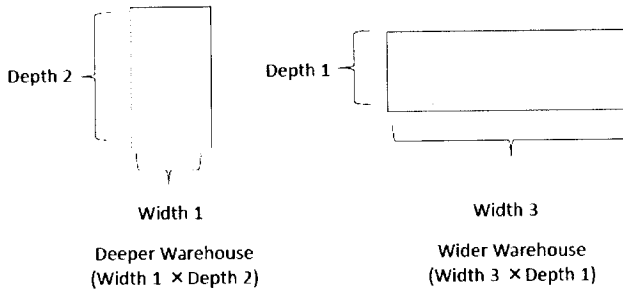 Depth 2
Depth 1
Width 1
Width 3
Deeper Warehouse
(Width 1 × Depth 2)
Wider Warehouse
(Width 3 × Depth 1)